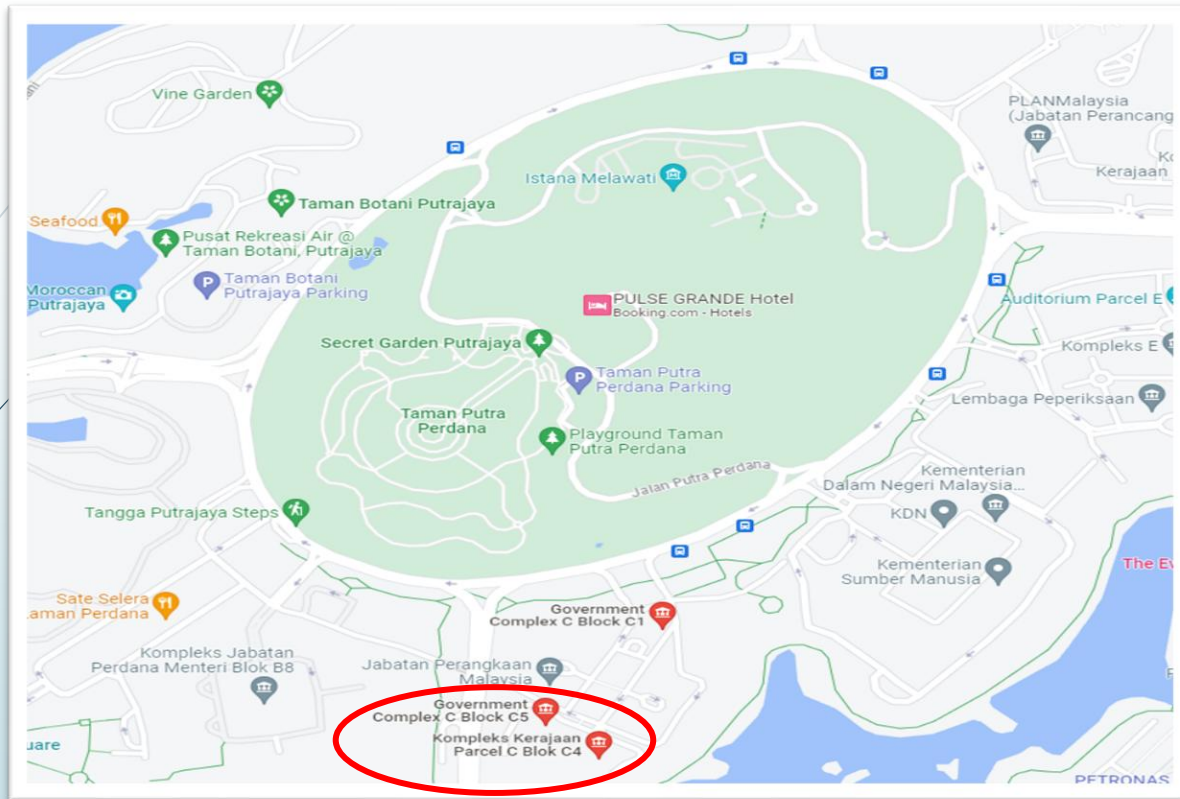 Vine Garden
PLANMalaysia
(Jabatan Perancang
Kerajaan
Istana Melawati
Taman Botani Putrajaya
Seafood
Pusat Rekreasi Air @
Taman Botani, Putrajaya
Taman Botani
Putrajaya Parking
Moroccan
Putrajaya
PULSE GRANDE Hotel
Booking.com - Hotels
Auditorium Parcel E
Secret Garden Putrajaya
Kompleks E
Taman Putra
Perdana Parking
Lembaga Peperiksaan
Taman Putra
Perdana
Playground Taman
Putra Perdana
Jalan Putra Perdana
Kementerian
Dalam Negeri Malaysia...
KDN
Tangga Putrajaya Steps
Kementerian
Sumber Manusia
The
Sate Selera
Laman Perdana
Government
Complex C Block C1
Kompleks Jabatan
Perdana Menteri Blok B8
Jabatan Perangkaan
Malaysia
Government
Complex C Block C5
Kompleks Kerajaan
Parcel C Blok C4
uare
PETRONAS